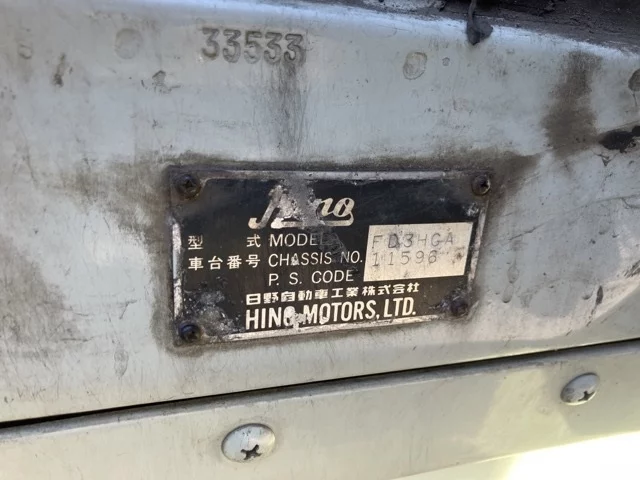 33533
Hino
型 式 MODEL FD3HGA
車台番号 CHASSIS NO. 11596
P. S. CODE
日野自動車工業株式会社
HINO MOTORS, LTD.